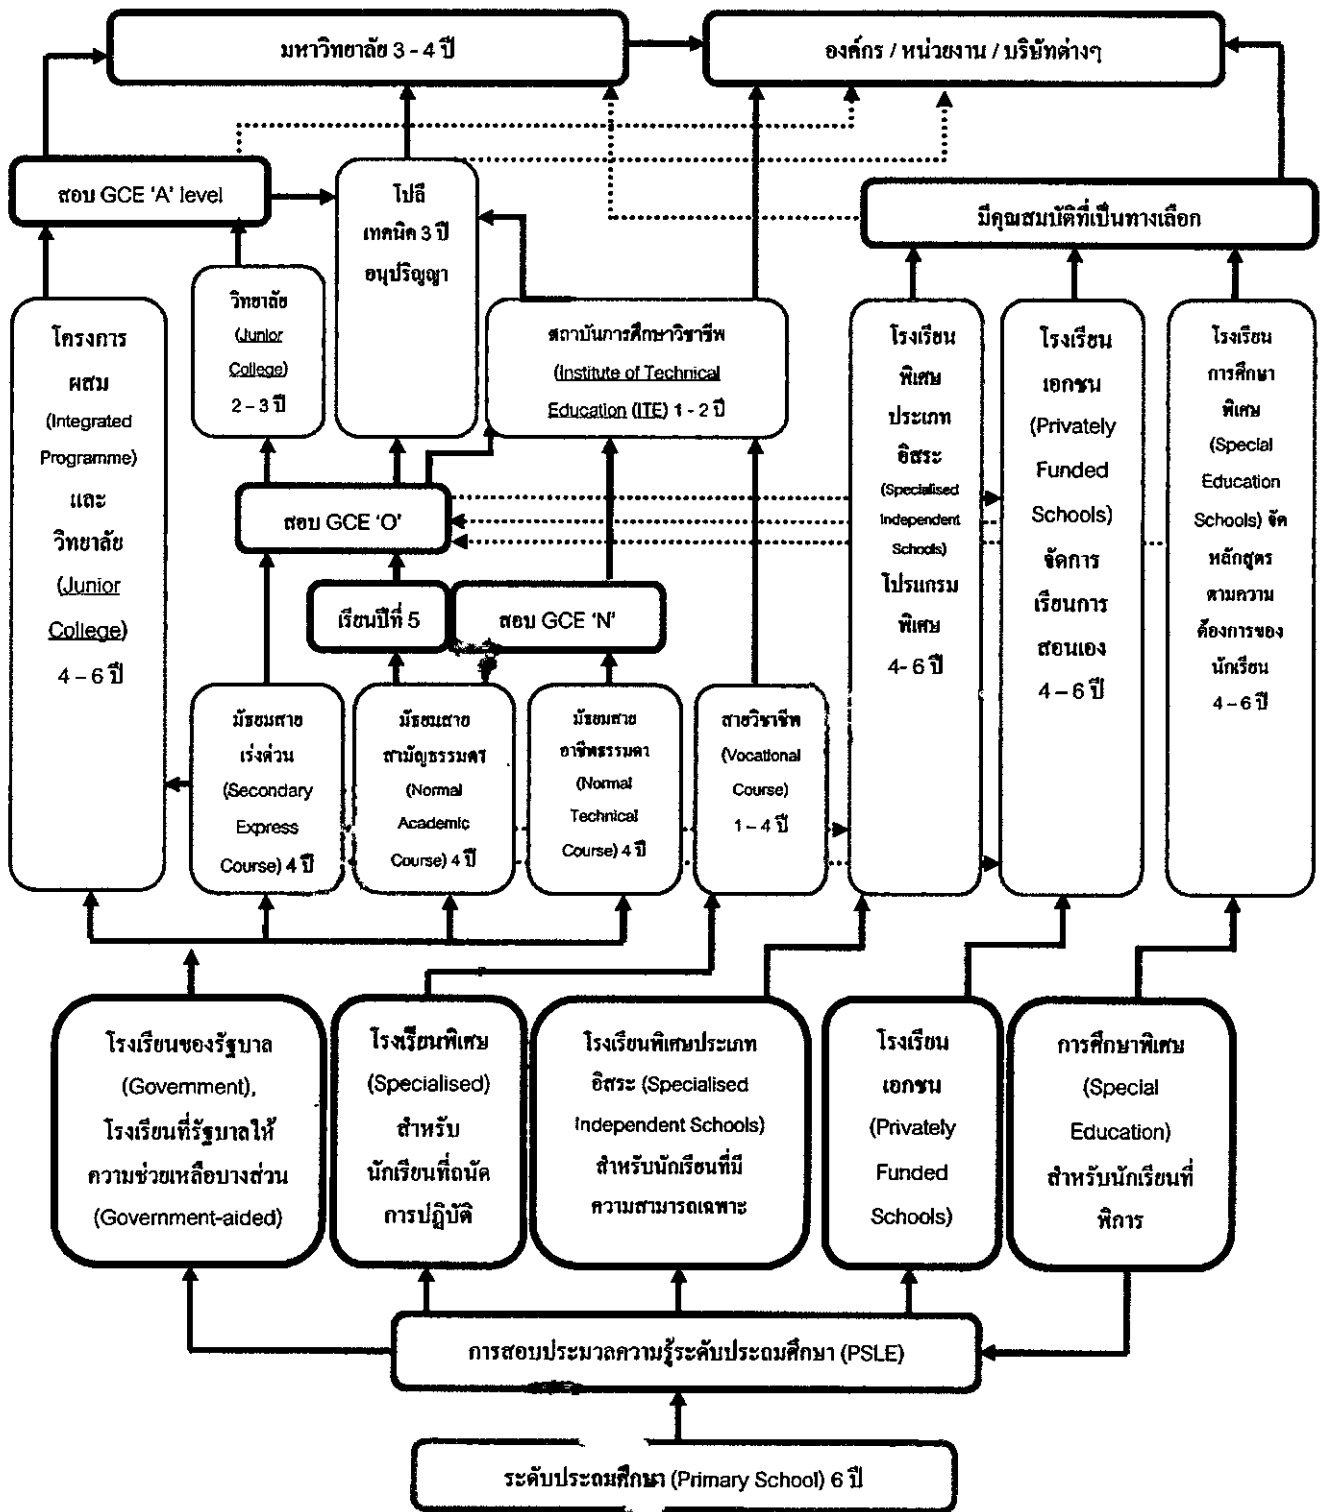 มหาวิทยาลัย 3 - 4 ปี
องค์กร / หน่วยงาน / บริษัทต่างๆ
สอบ GCE 'A' level
โปลี
เทคนิค 3 ปี
อนุปริญญา
มีคุณสมบัติที่เป็นทางเลือก
โครงการ
ผสม
(Integrated
Programme)
และ
วิทยาลัย
(Junior
College)
4 – 6 ปี
วิทยาลัย
(Junior
College)
2 – 3 ปี
สถาบันการศึกษาวิชาชีพ
(Institute of Technical
Education (ITE) 1 - 2 ปี
โรงเรียน
พิเศษ
ประเภท
อิสระ
(Specialised
Independent
Schools)
โปรแกรม
พิเศษ
4- 6 ปี
โรงเรียน
เอกชน
(Privately
Funded
Schools)
จัดการ
เรียนการ
สอนเอง
4 – 6 ปี
โรงเรียน
การศึกษา
พิเศษ
(Special
Education
Schools) จัด
หลักสูตร
ตามความ
ต้องการของ
นักเรียน
4 – 6 ปี
สอบ GCE 'O'
เรียนปีที่ 5
สอบ GCE 'N'
มัธยมสาย
เร่งด่วน
(Secondary
Express
Course) 4 ปี
มัธยมสาย
สามัญธรรมดา
(Normal
Academic
Course) 4 ปี
มัธยมสาย
อาชีพธรรมดา
(Normal
Technical
Course) 4 ปี
สายวิชาชีพ
(Vocational
Course)
1 – 4 ปี
โรงเรียนของรัฐบาล
(Government),
โรงเรียนที่รัฐบาลให้
ความช่วยเหลือบางส่วน
(Government-aided)
โรงเรียนพิเศษ
(Specialised)
สำหรับ
นักเรียนที่ถนัด
การปฏิบัติ
โรงเรียนพิเศษประเภท
อิสระ (Specialised
Independent Schools)
สำหรับนักเรียนที่มี
ความสามารถเฉพาะ
โรงเรียน
เอกชน
(Privately
Funded
Schools)
การศึกษาพิเศษ
(Special
Education)
สำหรับนักเรียนที่
พิการ
การสอบประมวลความรู้ระดับประถมศึกษา (PSLE)
ระดับประถมศึกษา (Primary School) 6 ปี